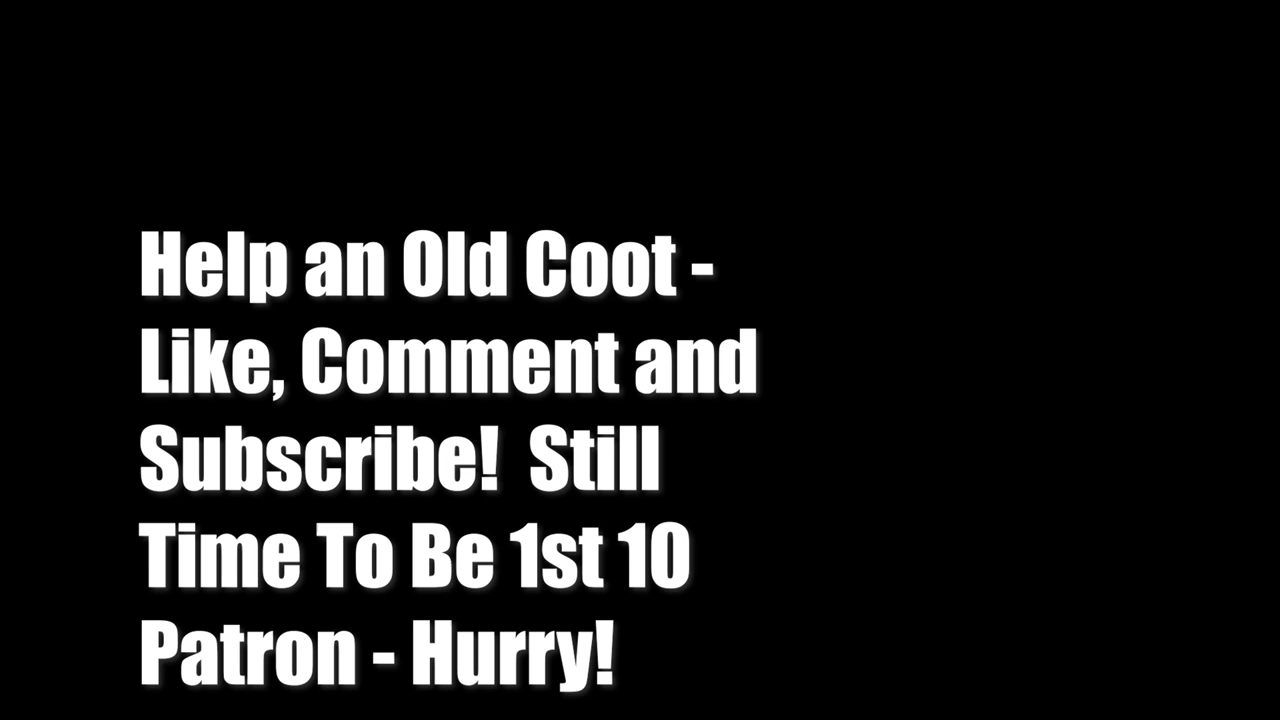 Help an Old Coot -
Like, Comment and
Subscribe!  Still
Time To Be 1st 10
Patron - Hurry!